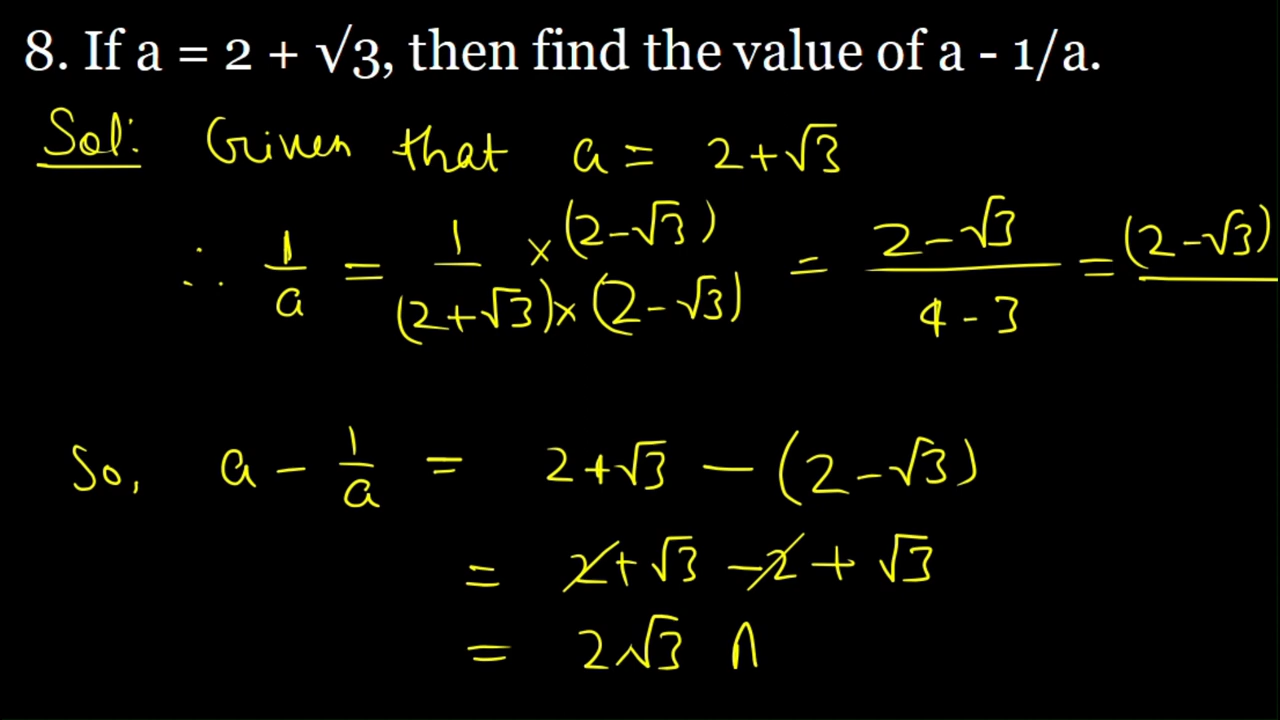 8. If a = 2 + √3, then find the value of a - 1/a.
Sol: Given that a = 2+√3
∴ 1/a = 1/(2+√3) × (2-√3)/(2-√3) = (2-√3)/(4-3) = (2-√3)
So, a - 1/a = 2+√3 - (2-√3)
= 2+√3 -2 + √3
= 2√3